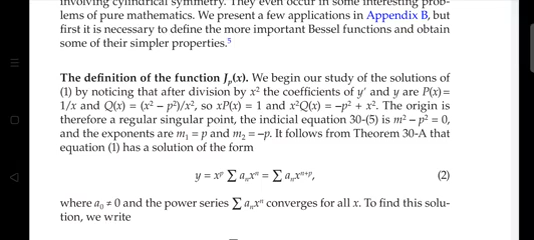 involving cylindrical symmetry. They even occur in some interesting prob-
lems of pure mathematics. We present a few applications in Appendix B, but
first it is necessary to define the more important Bessel functions and obtain
some of their simpler properties.⁵
The definition of the function Jₚ(x). We begin our study of the solutions of
(1) by noticing that after division by x² the coefficients of y′ and y are P(x)=
1/x and Q(x) = (x² – p²)/x², so xP(x) = 1 and x²Q(x) = –p² + x². The origin is
therefore a regular singular point, the indicial equation 30-(5) is m² – p² = 0,
and the exponents are m₁ = p and m₂ = –p. It follows from Theorem 30-A that
equation (1) has a solution of the form
y = xᵖ ∑ aₙxⁿ = ∑ aₙxⁿ⁺ᵖ, (2)
where a₀ ≠ 0 and the power series ∑ aₙxⁿ converges for all x. To find this solu-
tion, we write